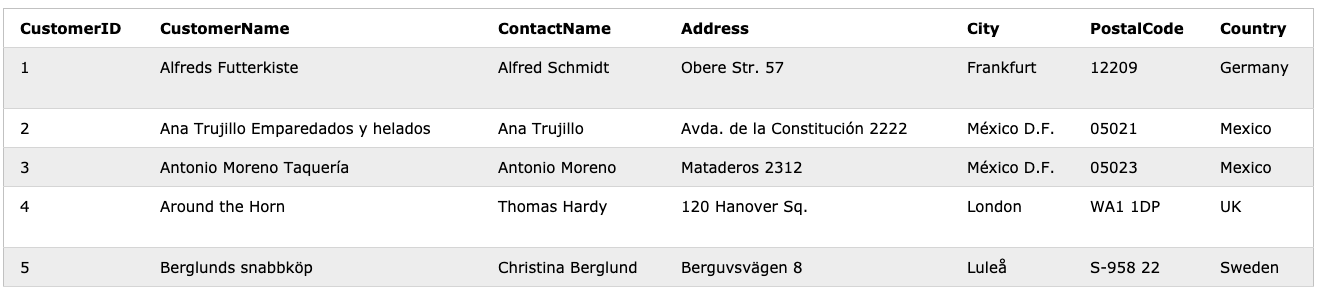 CustomerID CustomerName ContactName Address City PostalCode Country
1 Alfreds Futterkiste Alfred Schmidt Obere Str. 57 Frankfurt 12209 Germany
2 Ana Trujillo Emparedados y helados Ana Trujillo Avda. de la Constitución 2222 México D.F. 05021 Mexico
3 Antonio Moreno Taquería Antonio Moreno Mataderos 2312 México D.F. 05023 Mexico
4 Around the Horn Thomas Hardy 120 Hanover Sq. London WA1 1DP UK
5 Berglunds snabbköp Christina Berglund Berguvsvägen 8 Luleå S-958 22 Sweden